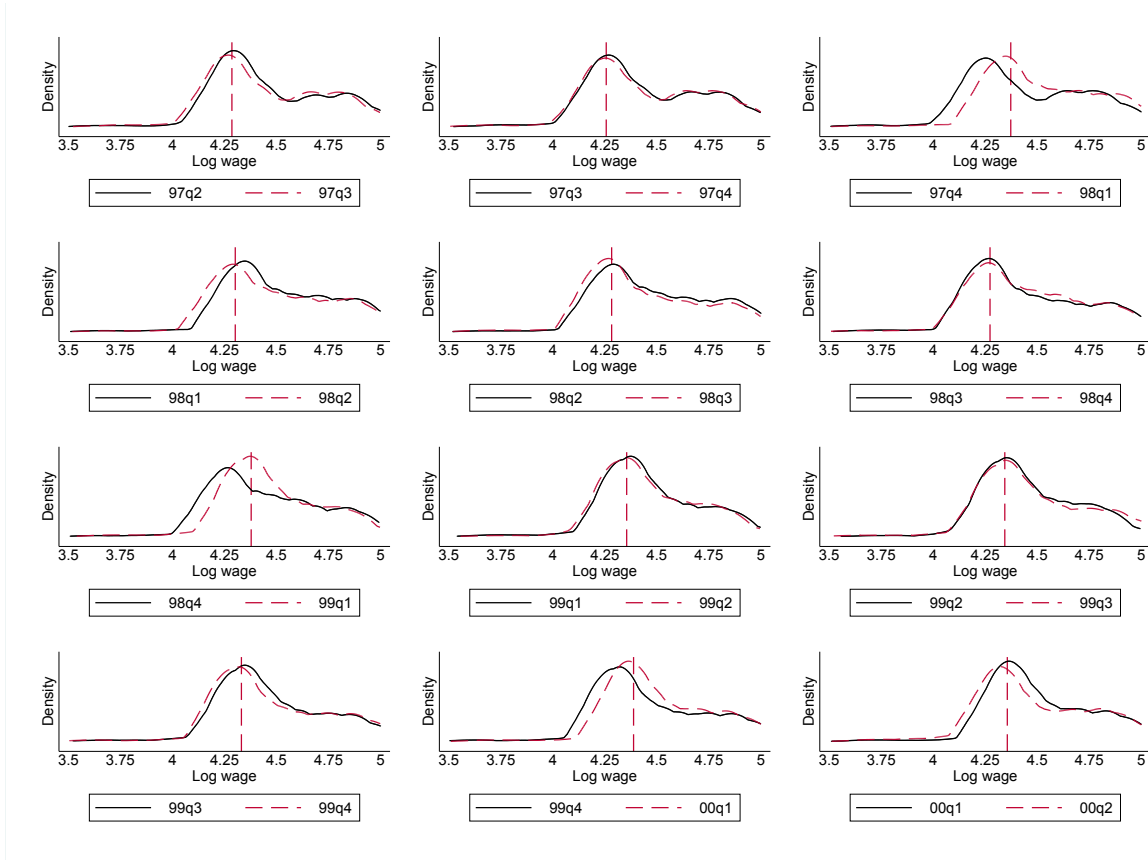 Density Density Density
3.5 3.75 4 4.25 4.5 4.75 5 3.5 3.75 4 4.25 4.5 4.75 5 3.5 3.75 4 4.25 4.5 4.75 5
Log wage Log wage Log wage
97q2 97q3 97q3 97q4 97q4 98q1
Density Density Density
3.5 3.75 4 4.25 4.5 4.75 5 3.5 3.75 4 4.25 4.5 4.75 5 3.5 3.75 4 4.25 4.5 4.75 5
Log wage Log wage Log wage
98q1 98q2 98q2 98q3 98q3 98q4
Density Density Density
3.5 3.75 4 4.25 4.5 4.75 5 3.5 3.75 4 4.25 4.5 4.75 5 3.5 3.75 4 4.25 4.5 4.75 5
Log wage Log wage Log wage
98q4 99q1 99q1 99q2 99q2 99q3
Density Density Density
3.5 3.75 4 4.25 4.5 4.75 5 3.5 3.75 4 4.25 4.5 4.75 5 3.5 3.75 4 4.25 4.5 4.75 5
Log wage Log wage Log wage
99q3 99q4 99q4 00q1 00q1 00q2